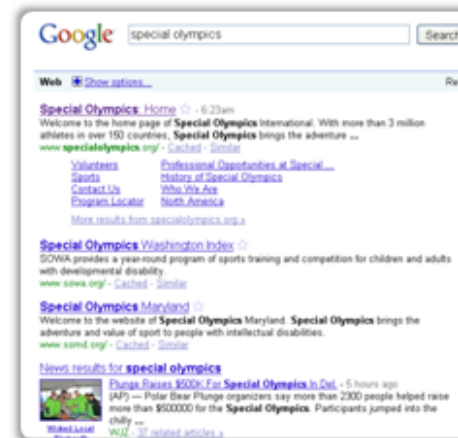 Google special olympics Search
Web Show options... Re
Special Olympics: Home - 6:23am
Welcome to the home page of Special Olympics International. With more than 3 million
athletes in over 150 countries, Special Olympics brings the adventure ...
www.specialolympics.org/ - Cached - Similar
Volunteers Professional Opportunities at Special ...
Sports History of Special Olympics
Contact Us Who We Are
Program Locator North America
More results from specialolympics.org »
Special Olympics Washington Index
SOWA provides a year-round program of sports training and competition for children and adults
with developmental disability.
www.sowa.org/ - Cached - Similar
Special Olympics Maryland
Welcome to the website of Special Olympics Maryland. Special Olympics brings the
adventure and value of sport to people with intellectual disabilities.
www.somd.org/ - Cached - Similar
News results for special olympics
Plunge Raises $500K For Special Olympics In Del. - 5 hours ago
(AP) — Polar Bear Plunge organizers say more than 2300 people helped raise
more than $500000 for the Special Olympics. Participants jumped into the
chilly ...
WJZ - 37 related articles »